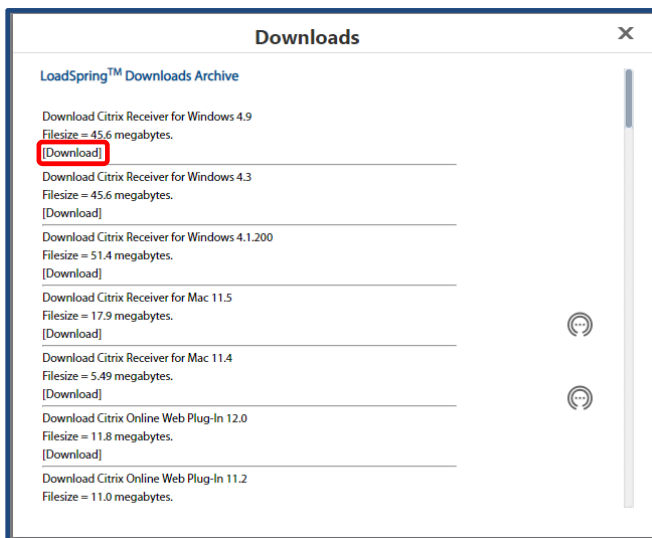 Downloads
LoadSpring™ Downloads Archive
Download Citrix Receiver for Windows 4.9
Filesize = 45.6 megabytes.
[Download]
Download Citrix Receiver for Windows 4.3
Filesize = 45.6 megabytes.
[Download]
Download Citrix Receiver for Windows 4.1.200
Filesize = 51.4 megabytes.
[Download]
Download Citrix Receiver for Mac 11.5
Filesize = 17.9 megabytes.
[Download]
Download Citrix Receiver for Mac 11.4
Filesize = 5.49 megabytes.
[Download]
Download Citrix Online Web Plug-In 12.0
Filesize = 11.8 megabytes.
[Download]
Download Citrix Online Web Plug-In 11.2
Filesize = 11.0 megabytes.